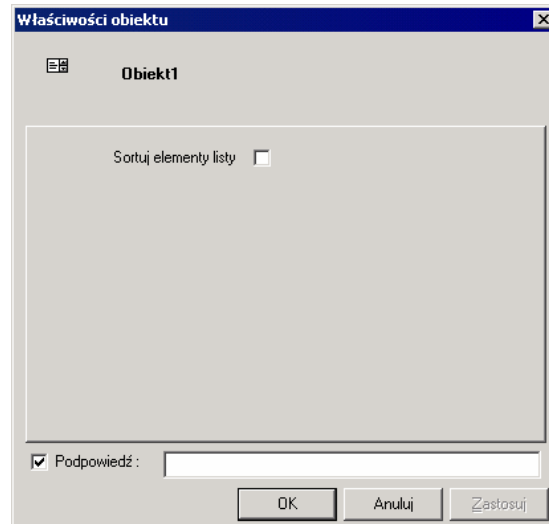 Właściwości obiektu
Obiekt1
Sortuj elementy listy
Podpowiedź :
OK Anuluj Zastosuj